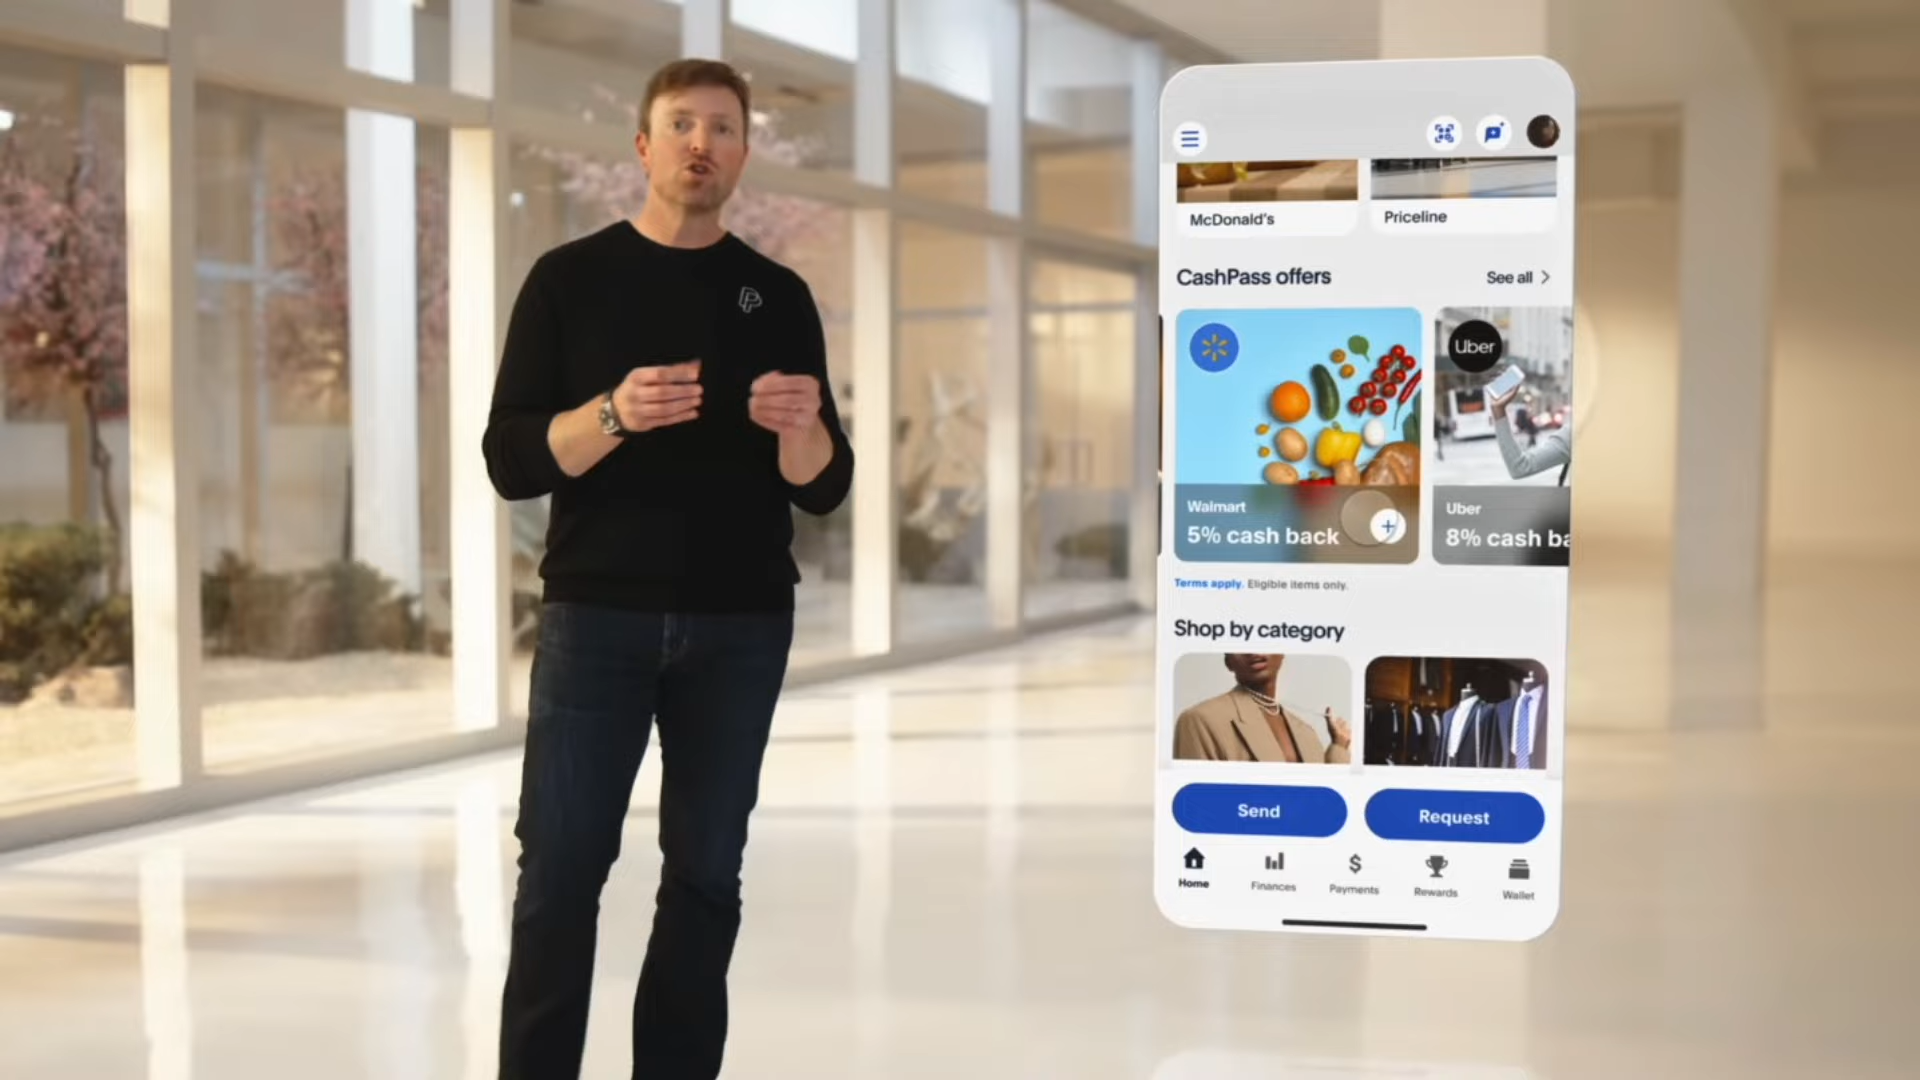 McDonald's
Priceline
CashPass offers
See all
Uber
Walmart
5% cash back
Uber
8% cash ba
Terms apply. Eligible items only.
Shop by category
Send
Request
Home
Finances
Payments
Rewards
Wallet